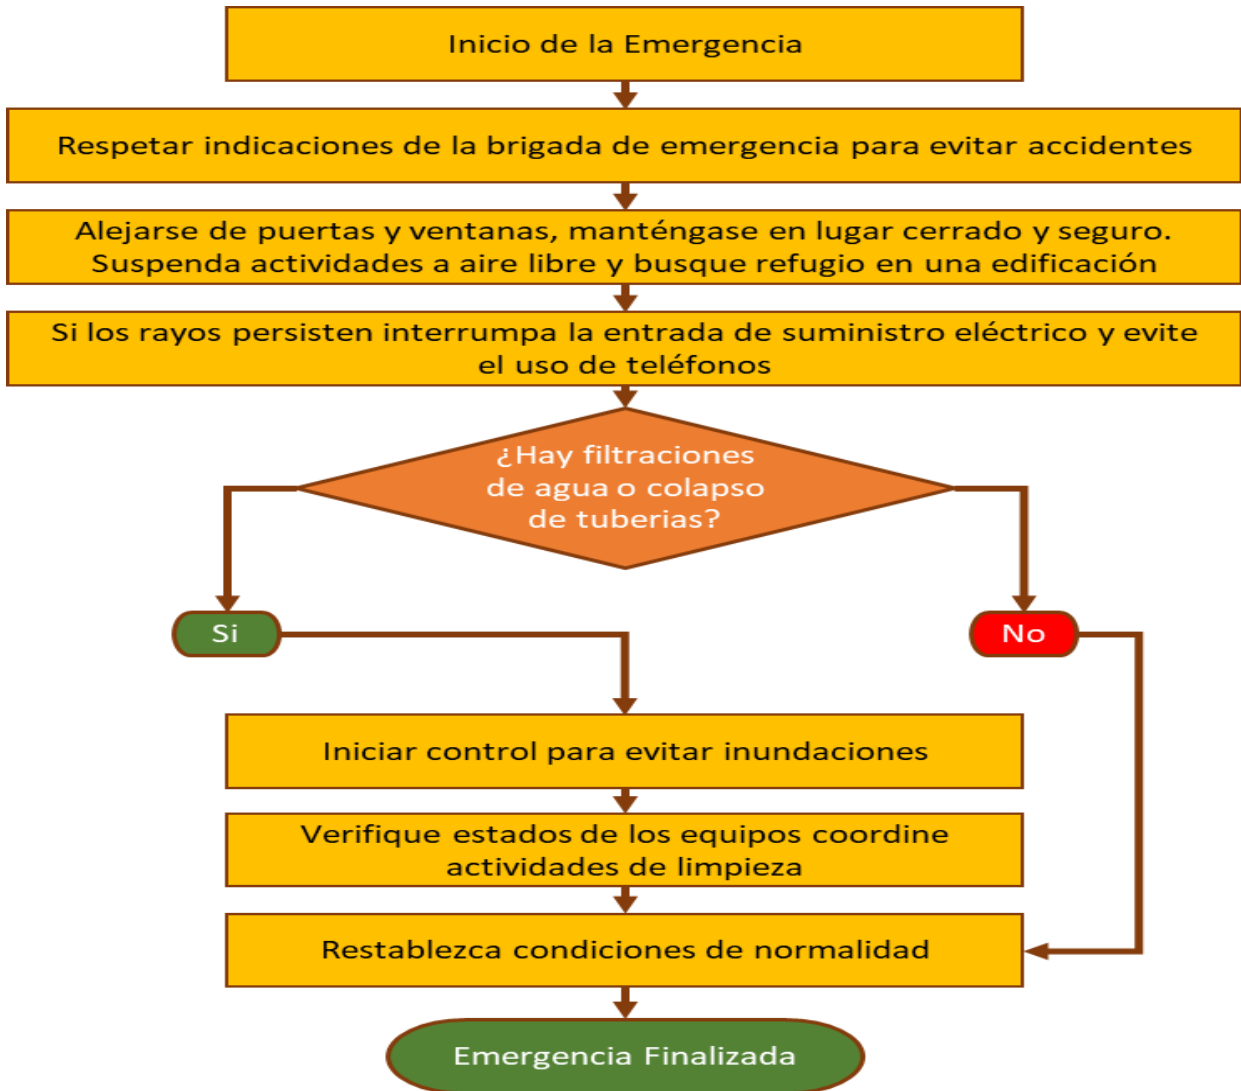 Inicio de la Emergencia
Respetar indicaciones de la brigada de emergencia para evitar accidentes
Alejarse de puertas y ventanas, manténgase en lugar cerrado y seguro.
Suspenda actividades a aire libre y busque refugio en una edificación
Si los rayos persisten interrumpa la entrada de suministro eléctrico y evite
el uso de teléfonos
¿Hay filtraciones
de agua o colapso
de tuberias?
Si
No
Iniciar control para evitar inundaciones
Verifique estados de los equipos coordine
actividades de limpieza
Restablezca condiciones de normalidad
Emergencia Finalizada